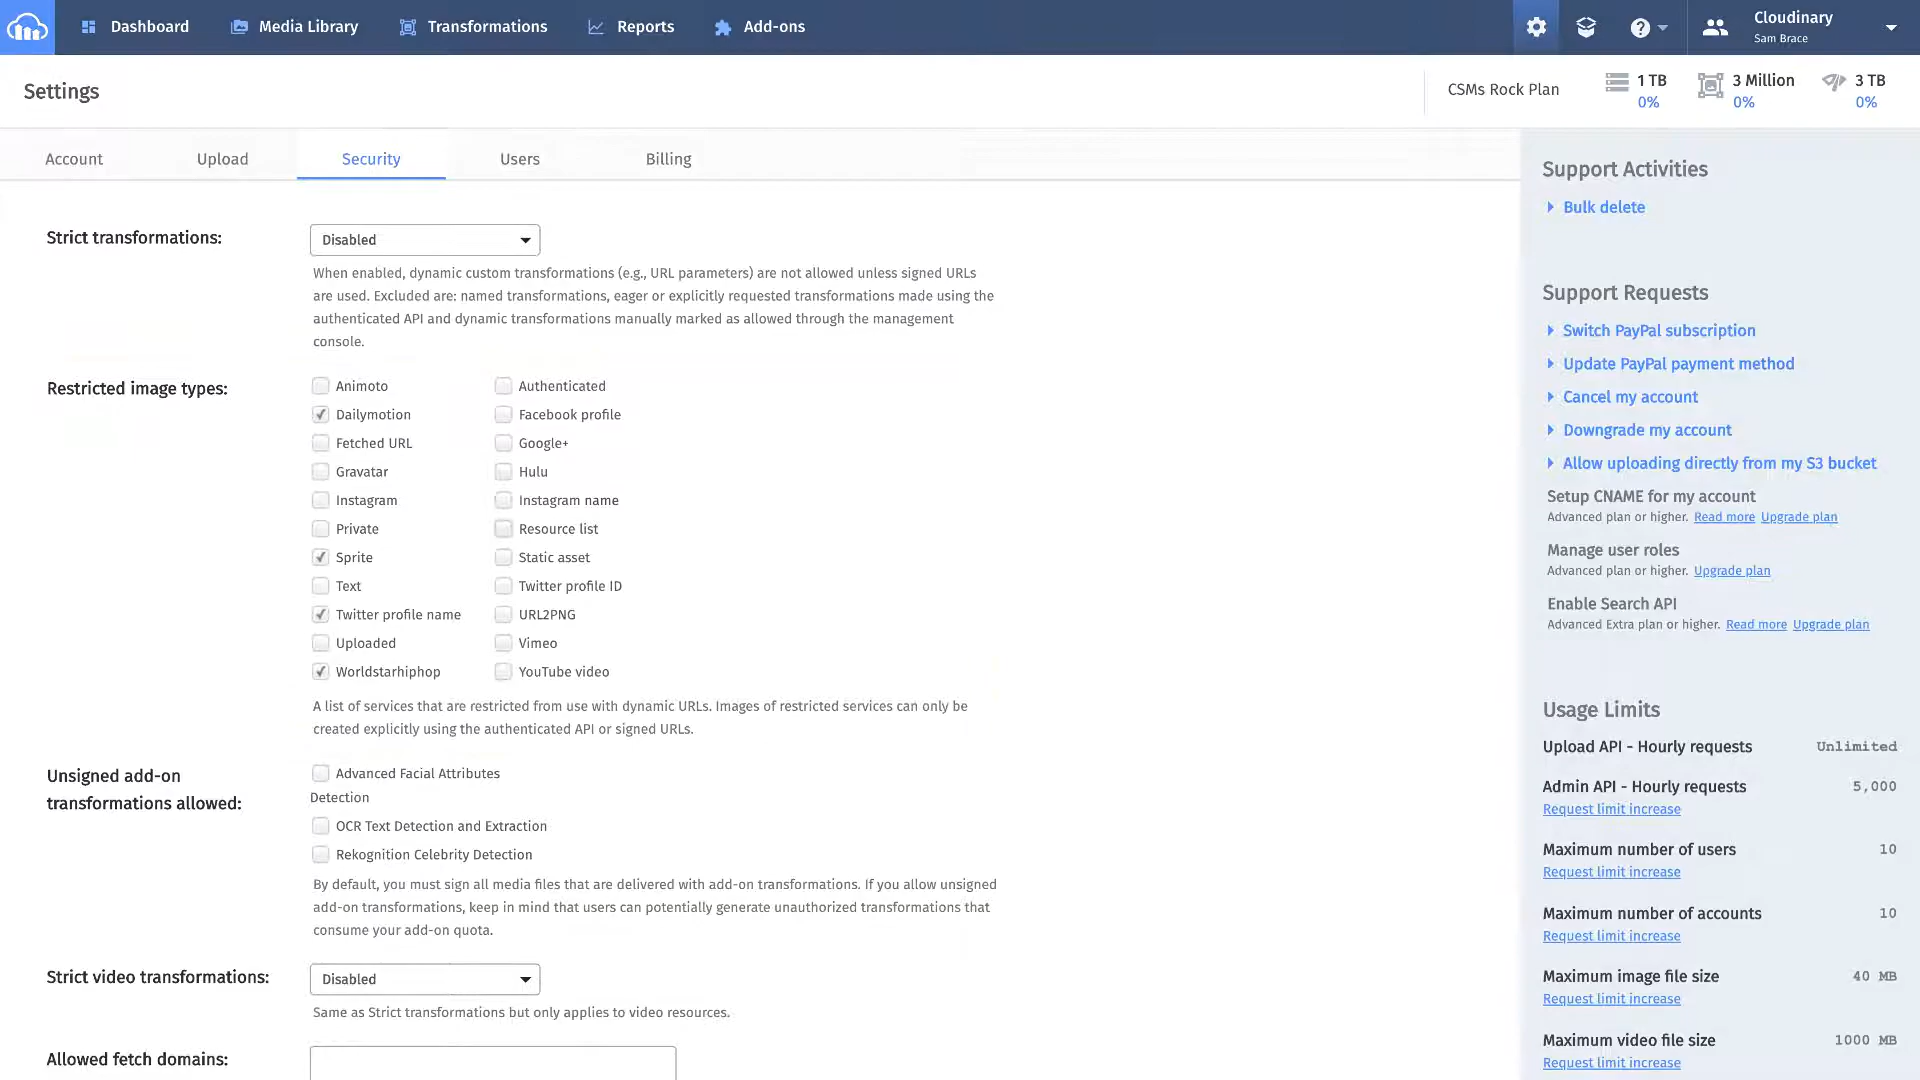 Dashboard
Media Library
Transformations
Reports
Add-ons
?
Cloudinary
Sam Brace
Settings
CSMs Rock Plan
1 TB
0%
3 Million
0%
3 TB
0%
Account
Upload
Security
Users
Billing
Strict transformations:
Disabled
When enabled, dynamic custom transformations (e.g., URL parameters) are not allowed unless signed URLs
are used. Excluded are: named transformations, eager or explicitly requested transformations made using the
authenticated API and dynamic transformations manually marked as allowed through the management
console.
Restricted image types:
Animoto
Authenticated
Dailymotion
Facebook profile
Fetched URL
Google+
Gravatar
Hulu
Instagram
Instagram name
Private
Resource list
Sprite
Static asset
Text
Twitter profile ID
Twitter profile name
URL2PNG
Uploaded
Vimeo
Worldstarhiphop
YouTube video
A list of services that are restricted from use with dynamic URLs. Images of restricted services can only be
created explicitly using the authenticated API or signed URLs.
Unsigned add-on
transformations allowed:
Advanced Facial Attributes
Detection
OCR Text Detection and Extraction
Rekognition Celebrity Detection
By default, you must sign all media files that are delivered with add-on transformations. If you allow unsigned
add-on transformations, keep in mind that users can potentially generate unauthorized transformations that
consume your add-on quota.
Strict video transformations:
Disabled
Same as Strict transformations but only applies to video resources.
Allowed fetch domains:
Support Activities
Bulk delete
Support Requests
Switch PayPal subscription
Update PayPal payment method
Cancel my account
Downgrade my account
Allow uploading directly from my S3 bucket
Setup CNAME for my account
Advanced plan or higher. Read more Upgrade plan
Manage user roles
Advanced plan or higher. Upgrade plan
Enable Search API
Advanced Extra plan or higher. Read more Upgrade plan
Usage Limits
Upload API - Hourly requests Unlimited
Admin API - Hourly requests 5,000
Request limit increase
Maximum number of users 10
Request limit increase
Maximum number of accounts 10
Request limit increase
Maximum image file size 40 MB
Request limit increase
Maximum video file size 1000 MB
Request limit increase